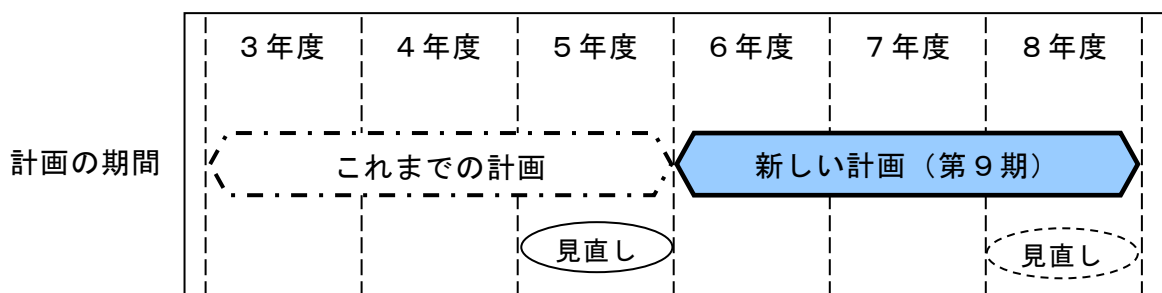 ３年度 ４年度 ５年度 ６年度 ７年度 ８年度
計画の期間 これまでの計画 新しい計画（第９期）
見直し 見直し